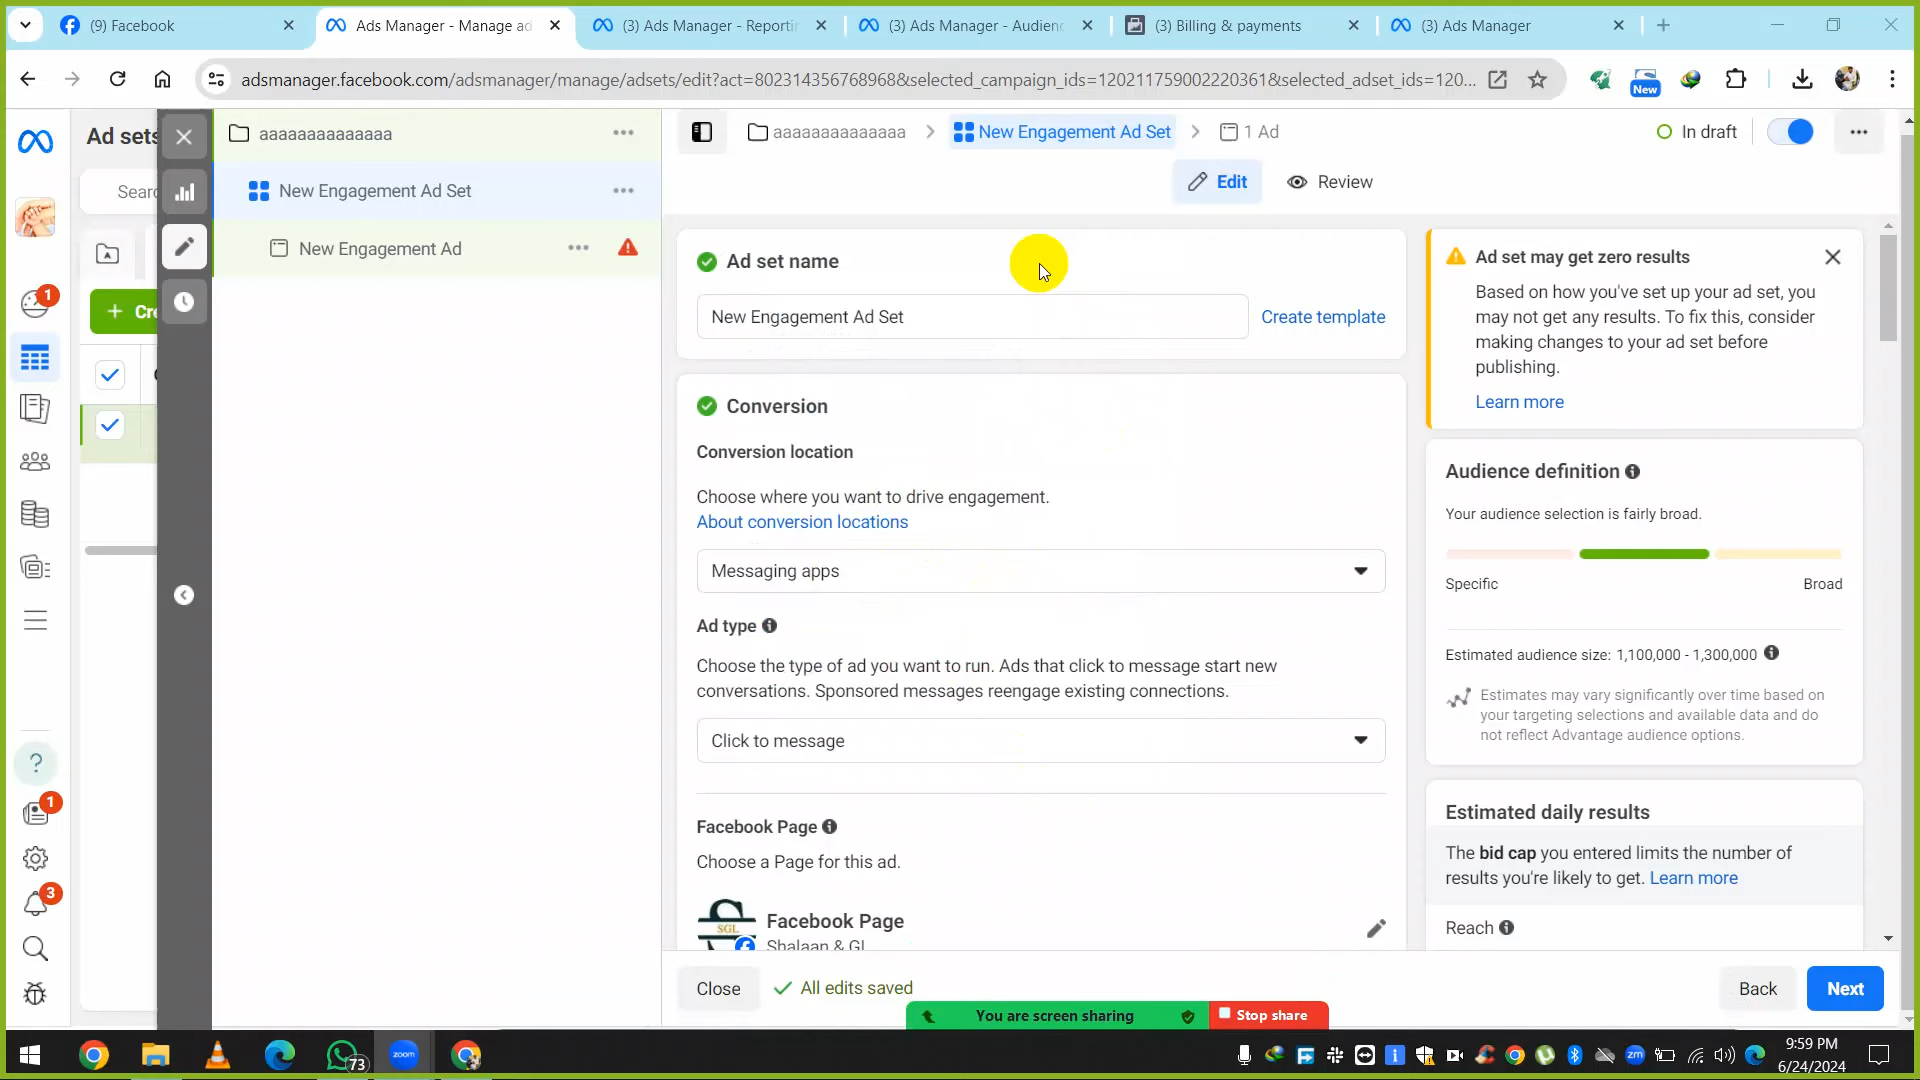 (9) Facebook
Ads Manager - Manage ad
(3) Ads Manager - Reportin
(3) Ads Manager - Audienc
(3) Billing & payments
(3) Ads Manager
adsmanager.facebook.com/adsmanager/manage/adsets/edit?act=802314356768968&selected_campaign_ids=120211759002220361&selected_adset_ids=120...
New
Ad sets
Searc
1
Cre
aaaaaaaaaaaaaa
New Engagement Ad Set
New Engagement Ad
aaaaaaaaaaaaaa
New Engagement Ad Set
1 Ad
In draft
Edit
Review
Ad set name
New Engagement Ad Set
Create template
Conversion
Conversion location
Choose where you want to drive engagement.
About conversion locations
Messaging apps
Ad type
Choose the type of ad you want to run. Ads that click to message start new
conversations. Sponsored messages reengage existing connections.
Click to message
Facebook Page
Choose a Page for this ad.
SGL
Facebook Page
Shalaan & GL
Ad set may get zero results
Based on how you've set up your ad set, you
may not get any results. To fix this, consider
making changes to your ad set before
publishing.
Learn more
Audience definition
Your audience selection is fairly broad.
Specific
Broad
Estimated audience size: 1,100,000 - 1,300,000
Estimates may vary significantly over time based on
your targeting selections and available data and do
not reflect Advantage audience options.
Estimated daily results
The bid cap you entered limits the number of
results you're likely to get. Learn more
Reach
1
3
Close
All edits saved
Back
Next
You are screen sharing
Stop share
73
zoom
zm
9:59 PM
6/24/2024